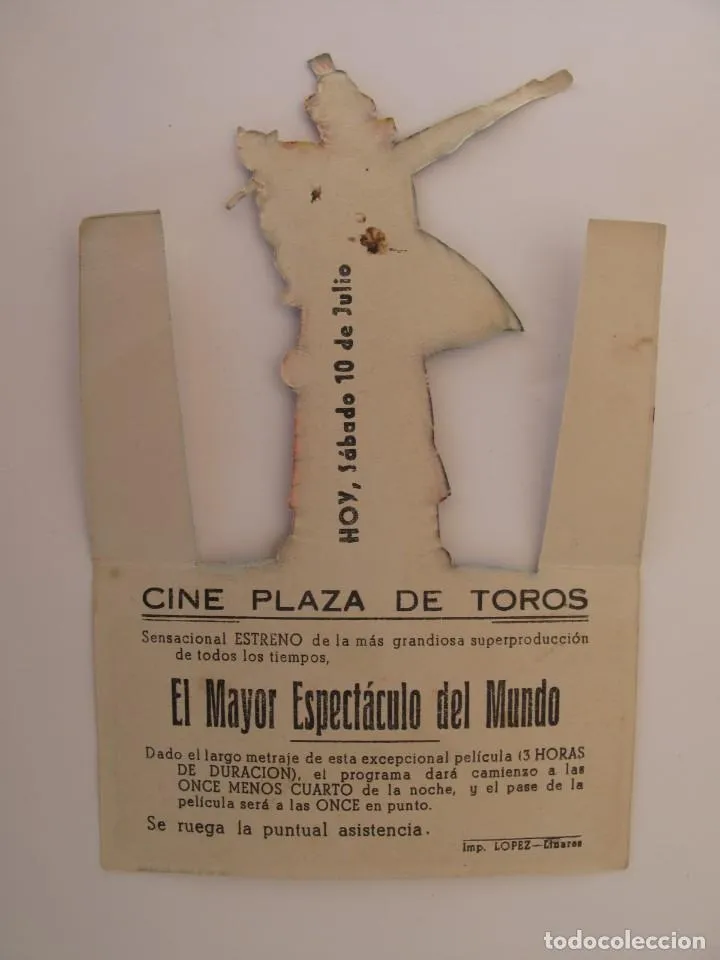 HOY, Sábado 10 de Julio
CINE PLAZA DE TOROS
Sensacional ESTRENO de la más grandiosa superproducción
de todos los tiempos,
El Mayor Espectáculo del Mundo
Dado el largo metraje de esta excepcional película (3 HORAS
DE DURACION), el programa dará camienzo a las
ONCE MENOS CUARTO de la noche, y el pase de la
película será a las ONCE en punto.
Se ruega la puntual asistencia.
Imp. LOPEZ—Linares
todocoleccion
todocoleccion.net